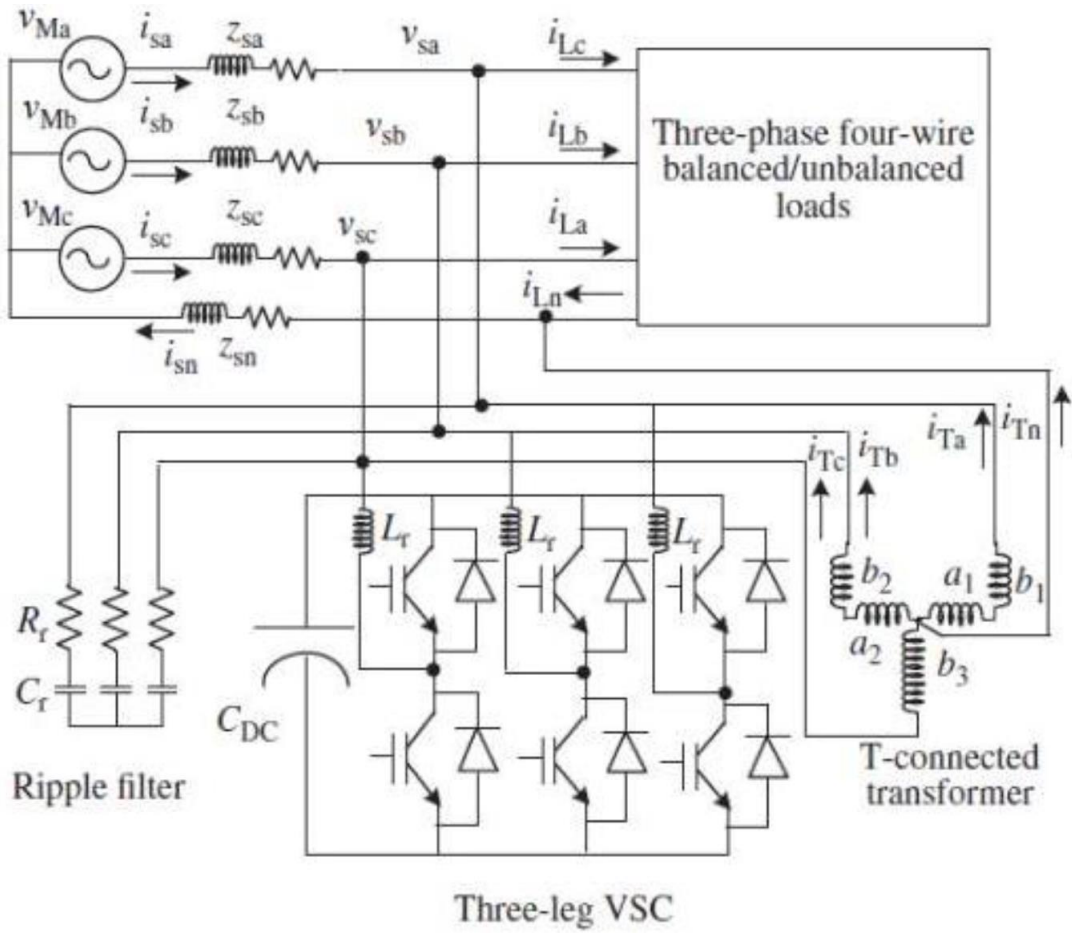 vMa isa zsa vsa iLc
vMb isb zsb vsb iLb
vMc isc zsc vsc iLa
iLn
isn zsn
Three-phase four-wire
balanced/unbalanced
loads
iTc iTb iTa iTn
Lr Lr Lr
b2 a1 b1
a2 b3
Rr
Cr
CDC
Ripple filter
T-connected
transformer
Three-leg VSC